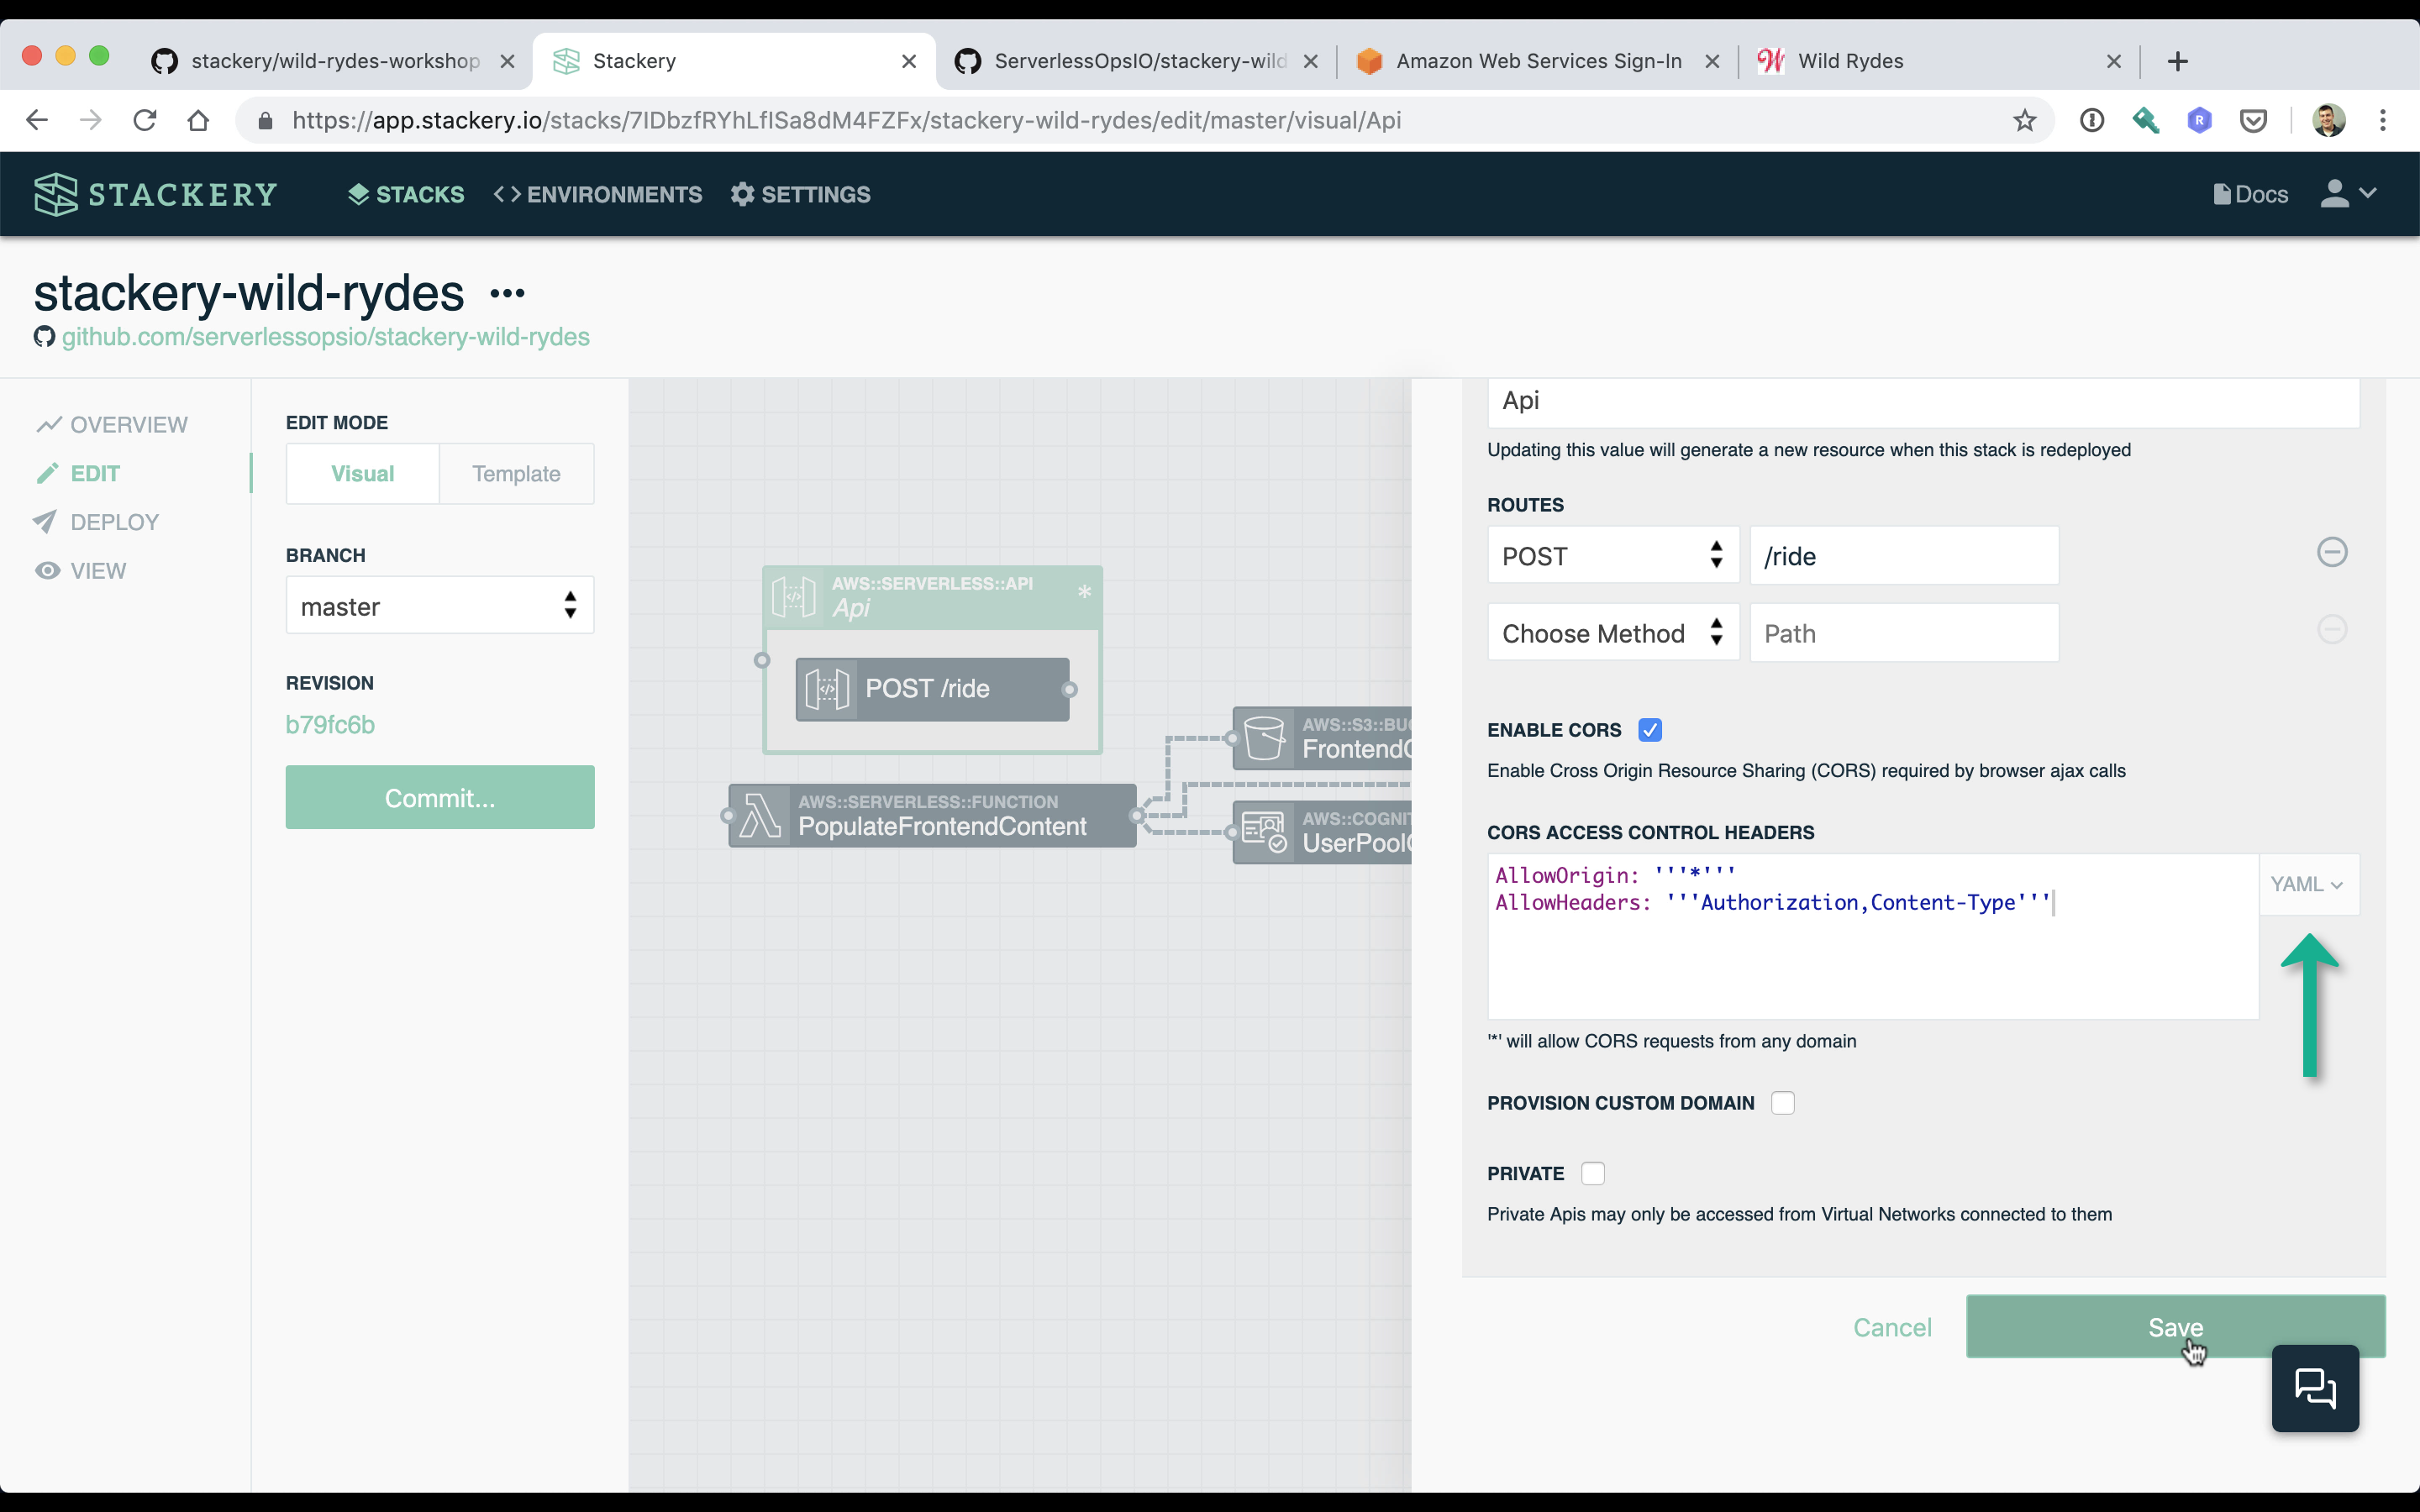 stackery/wild-rydes-workshop
Stackery
ServerlessOpsIO/stackery-wild
Amazon Web Services Sign-In
Wild Rydes
https://app.stackery.io/stacks/7IDbzfRYhLfISa8dM4FZFx/stackery-wild-rydes/edit/master/visual/Api
STACKERY
STACKS
ENVIRONMENTS
SETTINGS
Docs
stackery-wild-rydes
github.com/serverlessopsio/stackery-wild-rydes
OVERVIEW
EDIT
DEPLOY
VIEW
EDIT MODE
Visual
Template
BRANCH
master
REVISION
b79fc6b
Commit...
AWS::SERVERLESS::API
Api
*
POST /ride
AWS::SERVERLESS::FUNCTION
PopulateFrontendContent
AWS::S3::BUC
FrontendC
AWS::COGNIT
UserPoolC
Api
Updating this value will generate a new resource when this stack is redeployed
ROUTES
POST
/ride
Choose Method
Path
ENABLE CORS
Enable Cross Origin Resource Sharing (CORS) required by browser ajax calls
CORS ACCESS CONTROL HEADERS
AllowOrigin: '''*'''
AllowHeaders: '''Authorization,Content-Type'''
YAML
'*' will allow CORS requests from any domain
PROVISION CUSTOM DOMAIN
PRIVATE
Private Apis may only be accessed from Virtual Networks connected to them
Cancel
Save